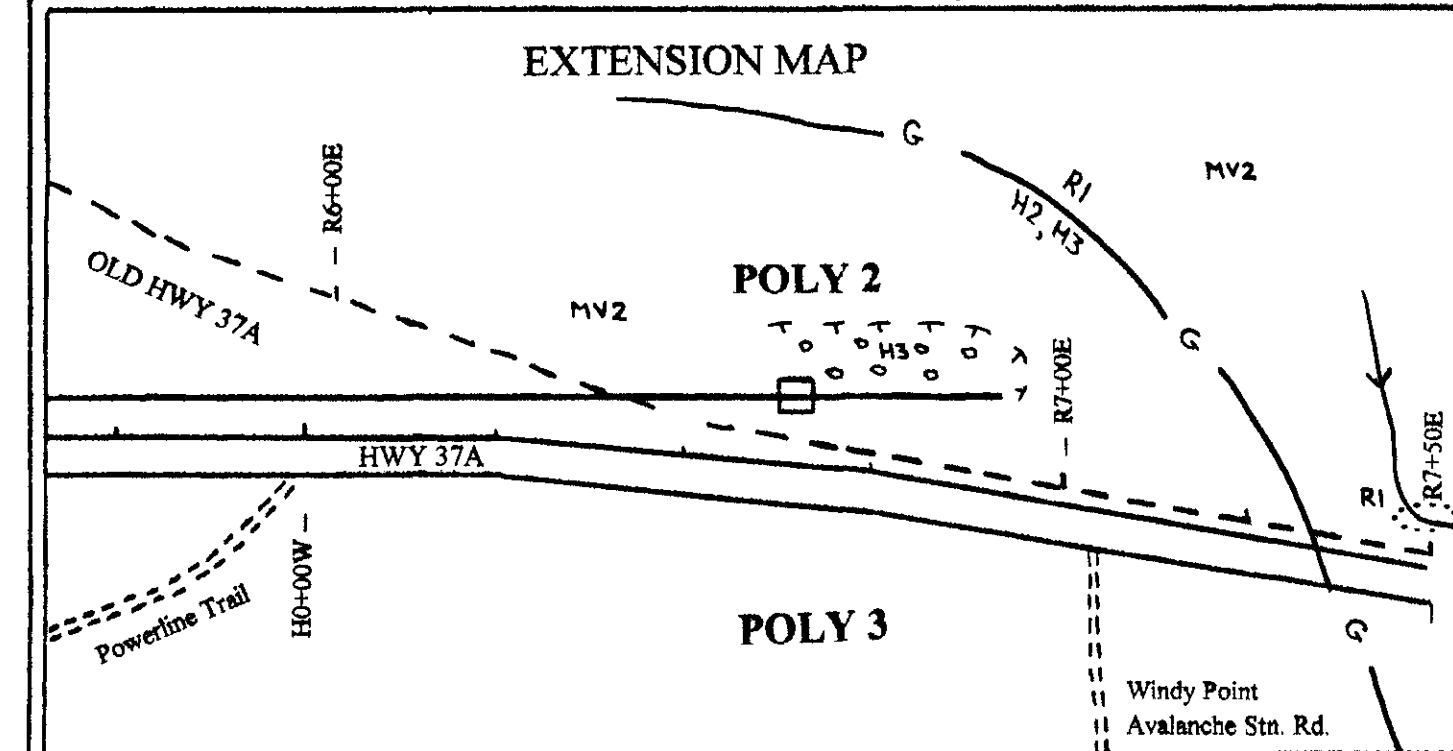 EXTENSION MAP
G
R6+00E
R1
MV2
H2, H3
OLD HWY 37A
POLY 2
MV2
H3
G
R7+00E
HWY 37A
R1
R7+50E
H0+00W
Powerline Trail
POLY 3
G
Windy Point
Avalanche Stn. Rd.